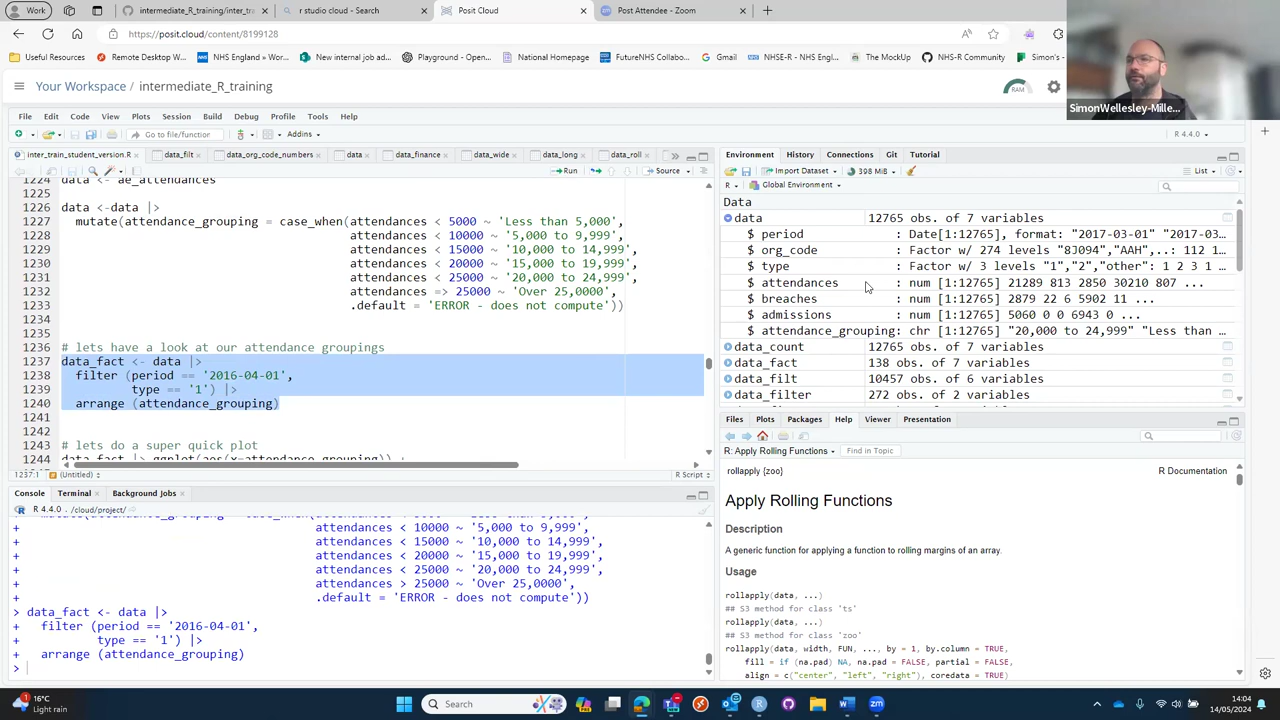 Work
intermediate_R_training/inter_tra
r studio cloud - Search
Posit Cloud
Post Attendee - Zoom
https://posit.cloud/content/8199128
Useful Resources
Remote Desktop W...
NHS England > Wor...
New internal job ad...
Playground - Open...
National Homepage
FutureNHS Collabo...
NHSE-R — NHS Engl...
The MockUp
NHS-R Community
Simon's -
SimonWellesley-Mille...
Your Workspace / intermediate_R_training
RAM
File Edit Code View Plots Session Build Debug Profile Tools Help
Go to file/function
Addins
R 4.4.0
inter_train_student_version.R
data_filt
data_org_code_numbers
data
data_finance
data_wide
data_long
data_roll
Run
Source
1224 data <- ae_attendances
1225
1226 data <-data |>
1227 mutate(attendance_grouping = case_when(attendances < 5000 ~ 'Less than 5,000',
1228 attendances < 10000 ~ '5,000 to 9,999',
1229 attendances < 15000 ~ '10,000 to 14,999',
1230 attendances < 20000 ~ '15,000 to 19,999',
1231 attendances < 25000 ~ '20,000 to 24,999',
1232 attendances => 25000 ~ 'Over 25,0000',
1233 .default = 'ERROR - does not compute'))
1234
1235
1236 # lets have a look at our attendance groupings
1237 data_fact <- data |>
1238 filter (period == '2016-04-01',
1239 type == '1') |>
1240 arrange (attendance_grouping)
1241
1242
1243 # lets do a super quick plot
1244 data_fact |> ggplot(aes(x=attendance_grouping)) +
1237:1 (Untitled)
R Script
Console Terminal Background Jobs
R 4.4.0 · /cloud/project/
+ attendances < 10000 ~ '5,000 to 9,999',
+ attendances < 15000 ~ '10,000 to 14,999',
+ attendances < 20000 ~ '15,000 to 19,999',
+ attendances < 25000 ~ '20,000 to 24,999',
+ attendances > 25000 ~ 'Over 25,0000',
+ .default = 'ERROR - does not compute'))
> data_fact <- data |>
+ filter (period == '2016-04-01',
+ type == '1') |>
+ arrange (attendance_grouping)
>
Environment History Connections Git Tutorial
Import Dataset
398 MiB
List
R
Global Environment
Data
data 12765 obs. of 7 variables
$ period : Date[1:12765], format: "2017-03-01" "2017-03-0…
$ org_code : Factor w/ 274 levels "8J094","AAH",..: 112 1…
$ type : Factor w/ 3 levels "1","2","other": 1 2 3 1 …
$ attendances : num [1:12765] 21289 813 2850 30210 807 ...
$ breaches : num [1:12765] 2879 22 6 5902 11 ...
$ admissions : num [1:12765] 5060 0 0 6943 0 ...
$ attendance_grouping: chr [1:12765] "20,000 to 24,999" "Less than …
data_count 12765 obs. of 7 variables
data_fact 138 obs. of 7 variables
data_filt 10457 obs. of 6 variables
data_filter 272 obs. of 2 variables
Files Plots Packages Help Viewer Presentation
R: Apply Rolling Functions
Find in Topic
rollapply {zoo}
R Documentation
Apply Rolling Functions
Description
A generic function for applying a function to rolling margins of an array.
Usage
rollapply(data, ...)
## S3 method for class 'ts'
rollapply(data, ...)
## S3 method for class 'zoo'
rollapply(data, width, FUN, ..., by = 1, by.column = TRUE,
fill = if (na.pad) NA, na.pad = FALSE, partial = FALSE,
align = c("center", "left", "right"), coredata = TRUE)
16°C
Light rain
Search
14:04
14/05/2024